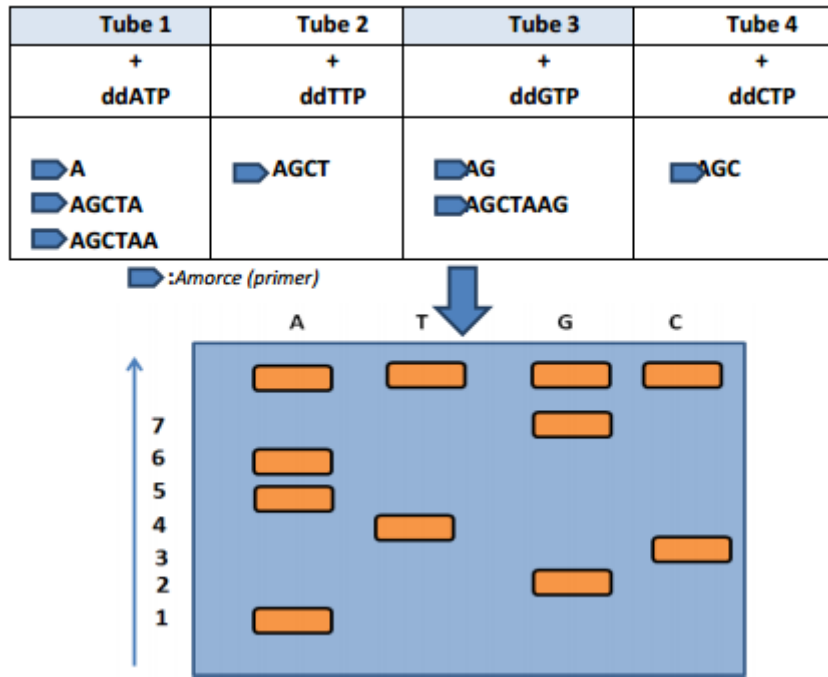 Tube 1 Tube 2 Tube 3 Tube 4
+ + + +
ddATP ddTTP ddGTP ddCTP
A AGCT AG AGC
AGCTA AGCTAAG
AGCTAA
:Amorce (primer)
A T G C
7
6
5
4
3
2
1